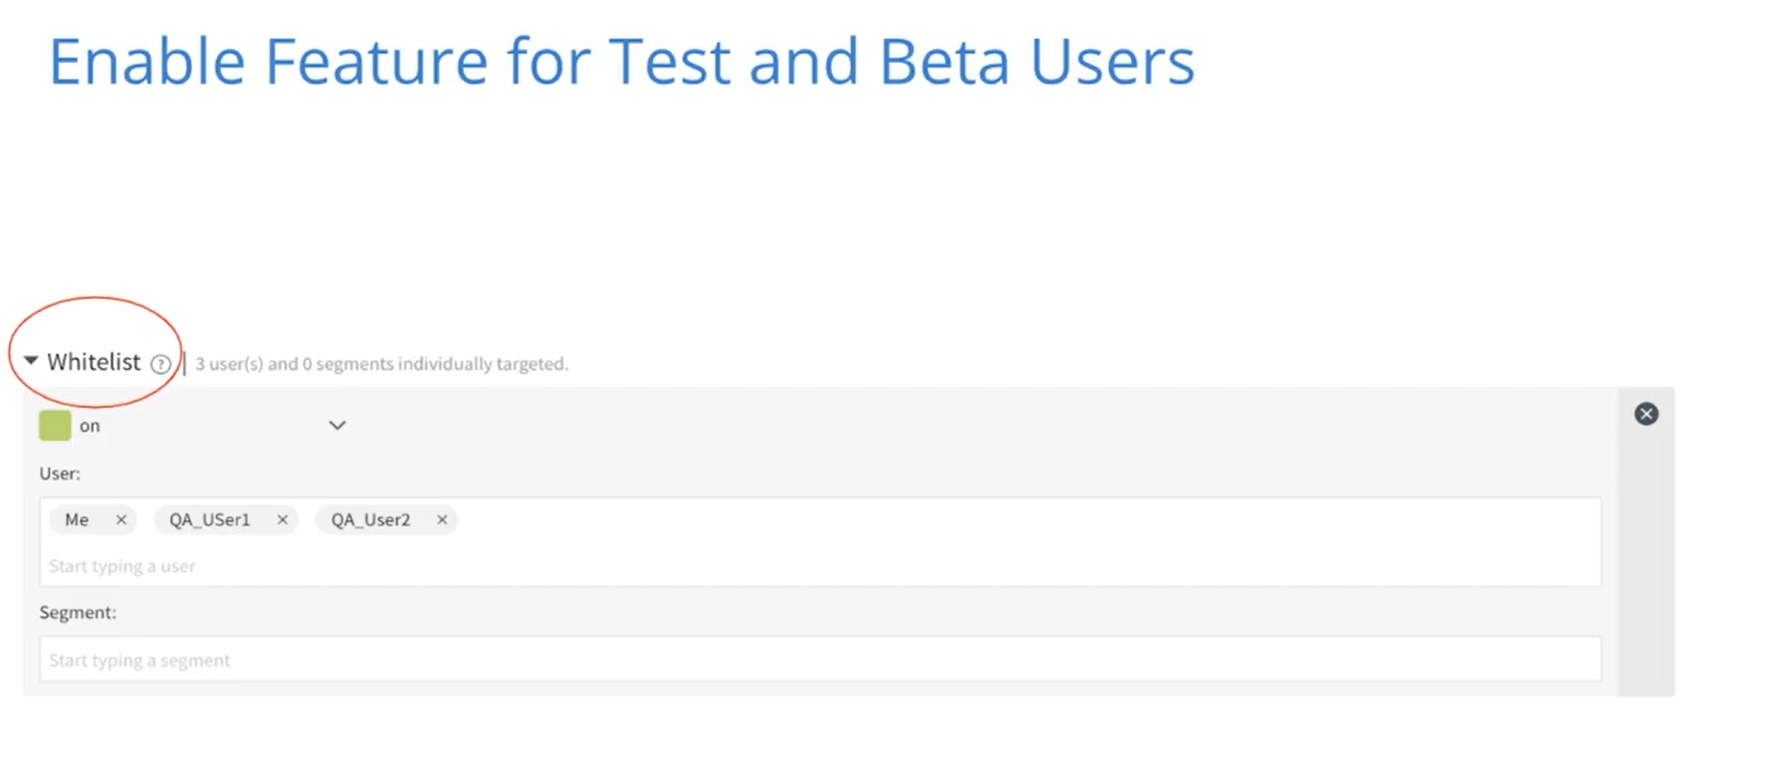 Enable Feature for Test and Beta Users
Whitelist ? | 3 user(s) and 0 segments individually targeted.
on
User:
Me × QA_USer1 × QA_User2 ×
Start typing a user
Segment:
Start typing a segment